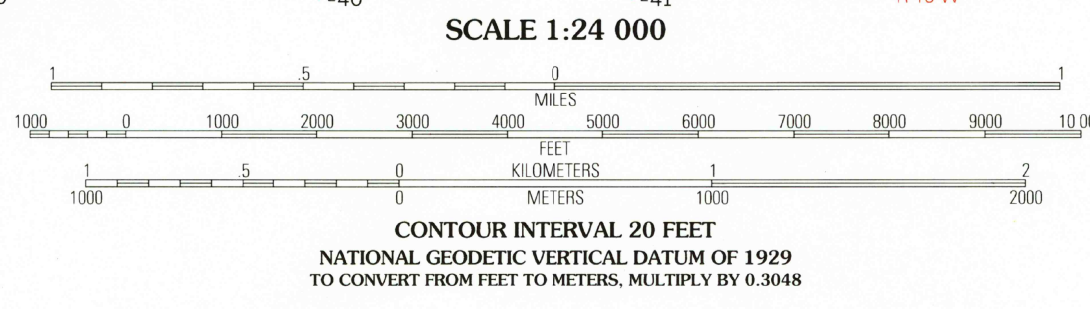 SCALE 1:24 000
1 .5 0 1
MILES
1000 0 1000 2000 3000 4000 5000 6000 7000 8000 9000
FEET
1 .5 0 KILOMETERS 1 2
1000 0 METERS 1000 2000
CONTOUR INTERVAL 20 FEET
NATIONAL GEODETIC VERTICAL DATUM OF 1929
TO CONVERT FROM FEET TO METERS, MULTIPLY BY 0.3048